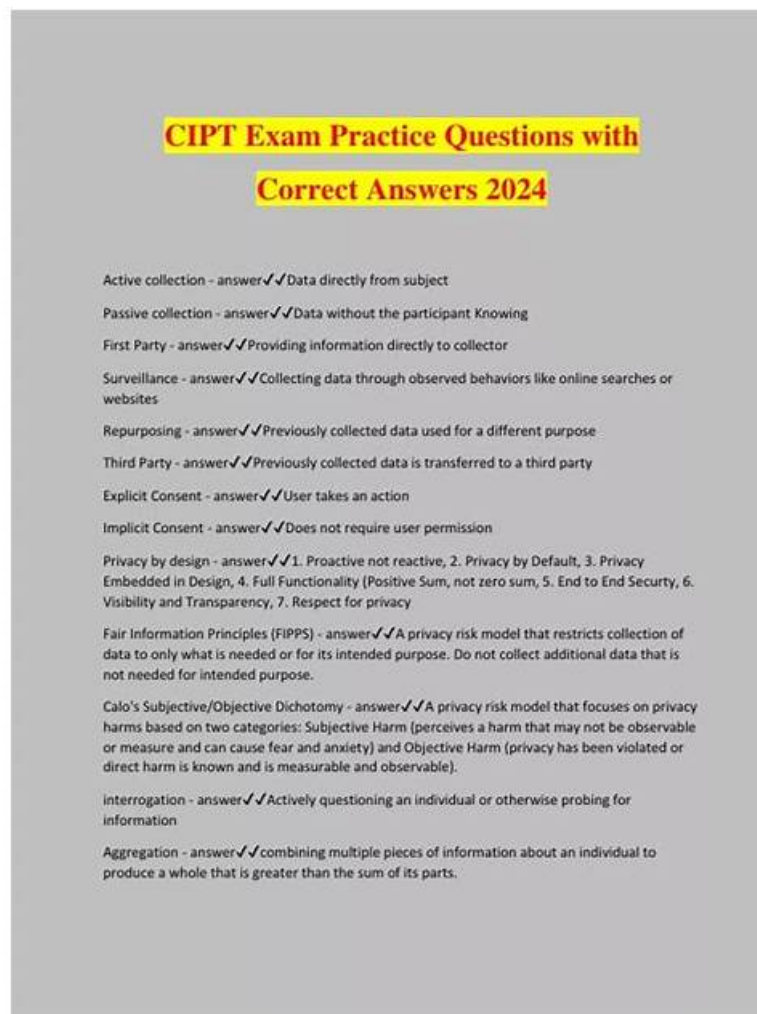 CIPT Exam Practice Questions with
Correct Answers 2024
Active collection - answer✓✓Data directly from subject
Passive collection - answer✓✓Data without the participant Knowing
First Party - answer✓✓Providing information directly to collector
Surveillance - answer✓✓Collecting data through observed behaviors like online searches or
websites
Repurposing - answer✓✓Previously collected data used for a different purpose
Third Party - answer✓✓Previously collected data is transferred to a third party
Explicit Consent - answer✓✓User takes an action
Implicit Consent - answer✓✓Does not require user permission
Privacy by design - answer✓✓1. Proactive not reactive, 2. Privacy by Default, 3. Privacy
Embedded in Design, 4. Full Functionality (Positive Sum, not zero sum, 5. End to End Securty, 6.
Visibility and Transparency, 7. Respect for privacy
Fair Information Principles (FIPPS) - answer✓✓A privacy risk model that restricts collection of
data to only what is needed or for its intended purpose. Do not collect additional data that is
not needed for intended purpose.
Calo's Subjective/Objective Dichotomy - answer✓✓A privacy risk model that focuses on privacy
harms based on two categories: Subjective Harm (perceives a harm that may not be observable
or measure and can cause fear and anxiety) and Objective Harm (privacy has been violated or
direct harm is known and is measurable and observable).
interrogation - answer✓✓Actively questioning an individual or otherwise probing for
information
Aggregation - answer✓✓combining multiple pieces of information about an individual to
produce a whole that is greater than the sum of its parts.